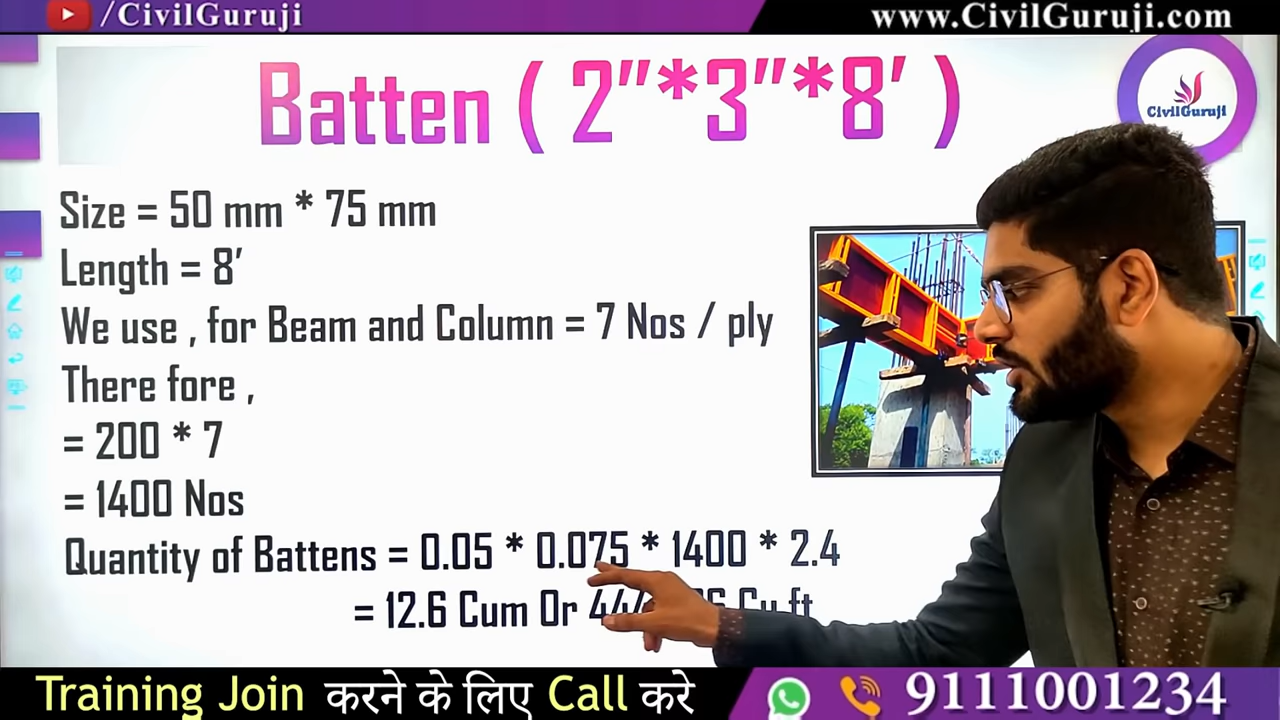 /CivilGuruji
www.CivilGuruji.com
Batten ( 2"*3"*8' )
CivilGuruji
Size = 50 mm * 75 mm
Length = 8'
We use , for Beam and Column = 7 Nos / ply
There fore ,
= 200 * 7
= 1400 Nos
Quantity of Battens = 0.05 * 0.075 * 1400 * 2.4
= 12.6 Cum Or Cu ft
Training Join करने के लिए Call करे
9111001234